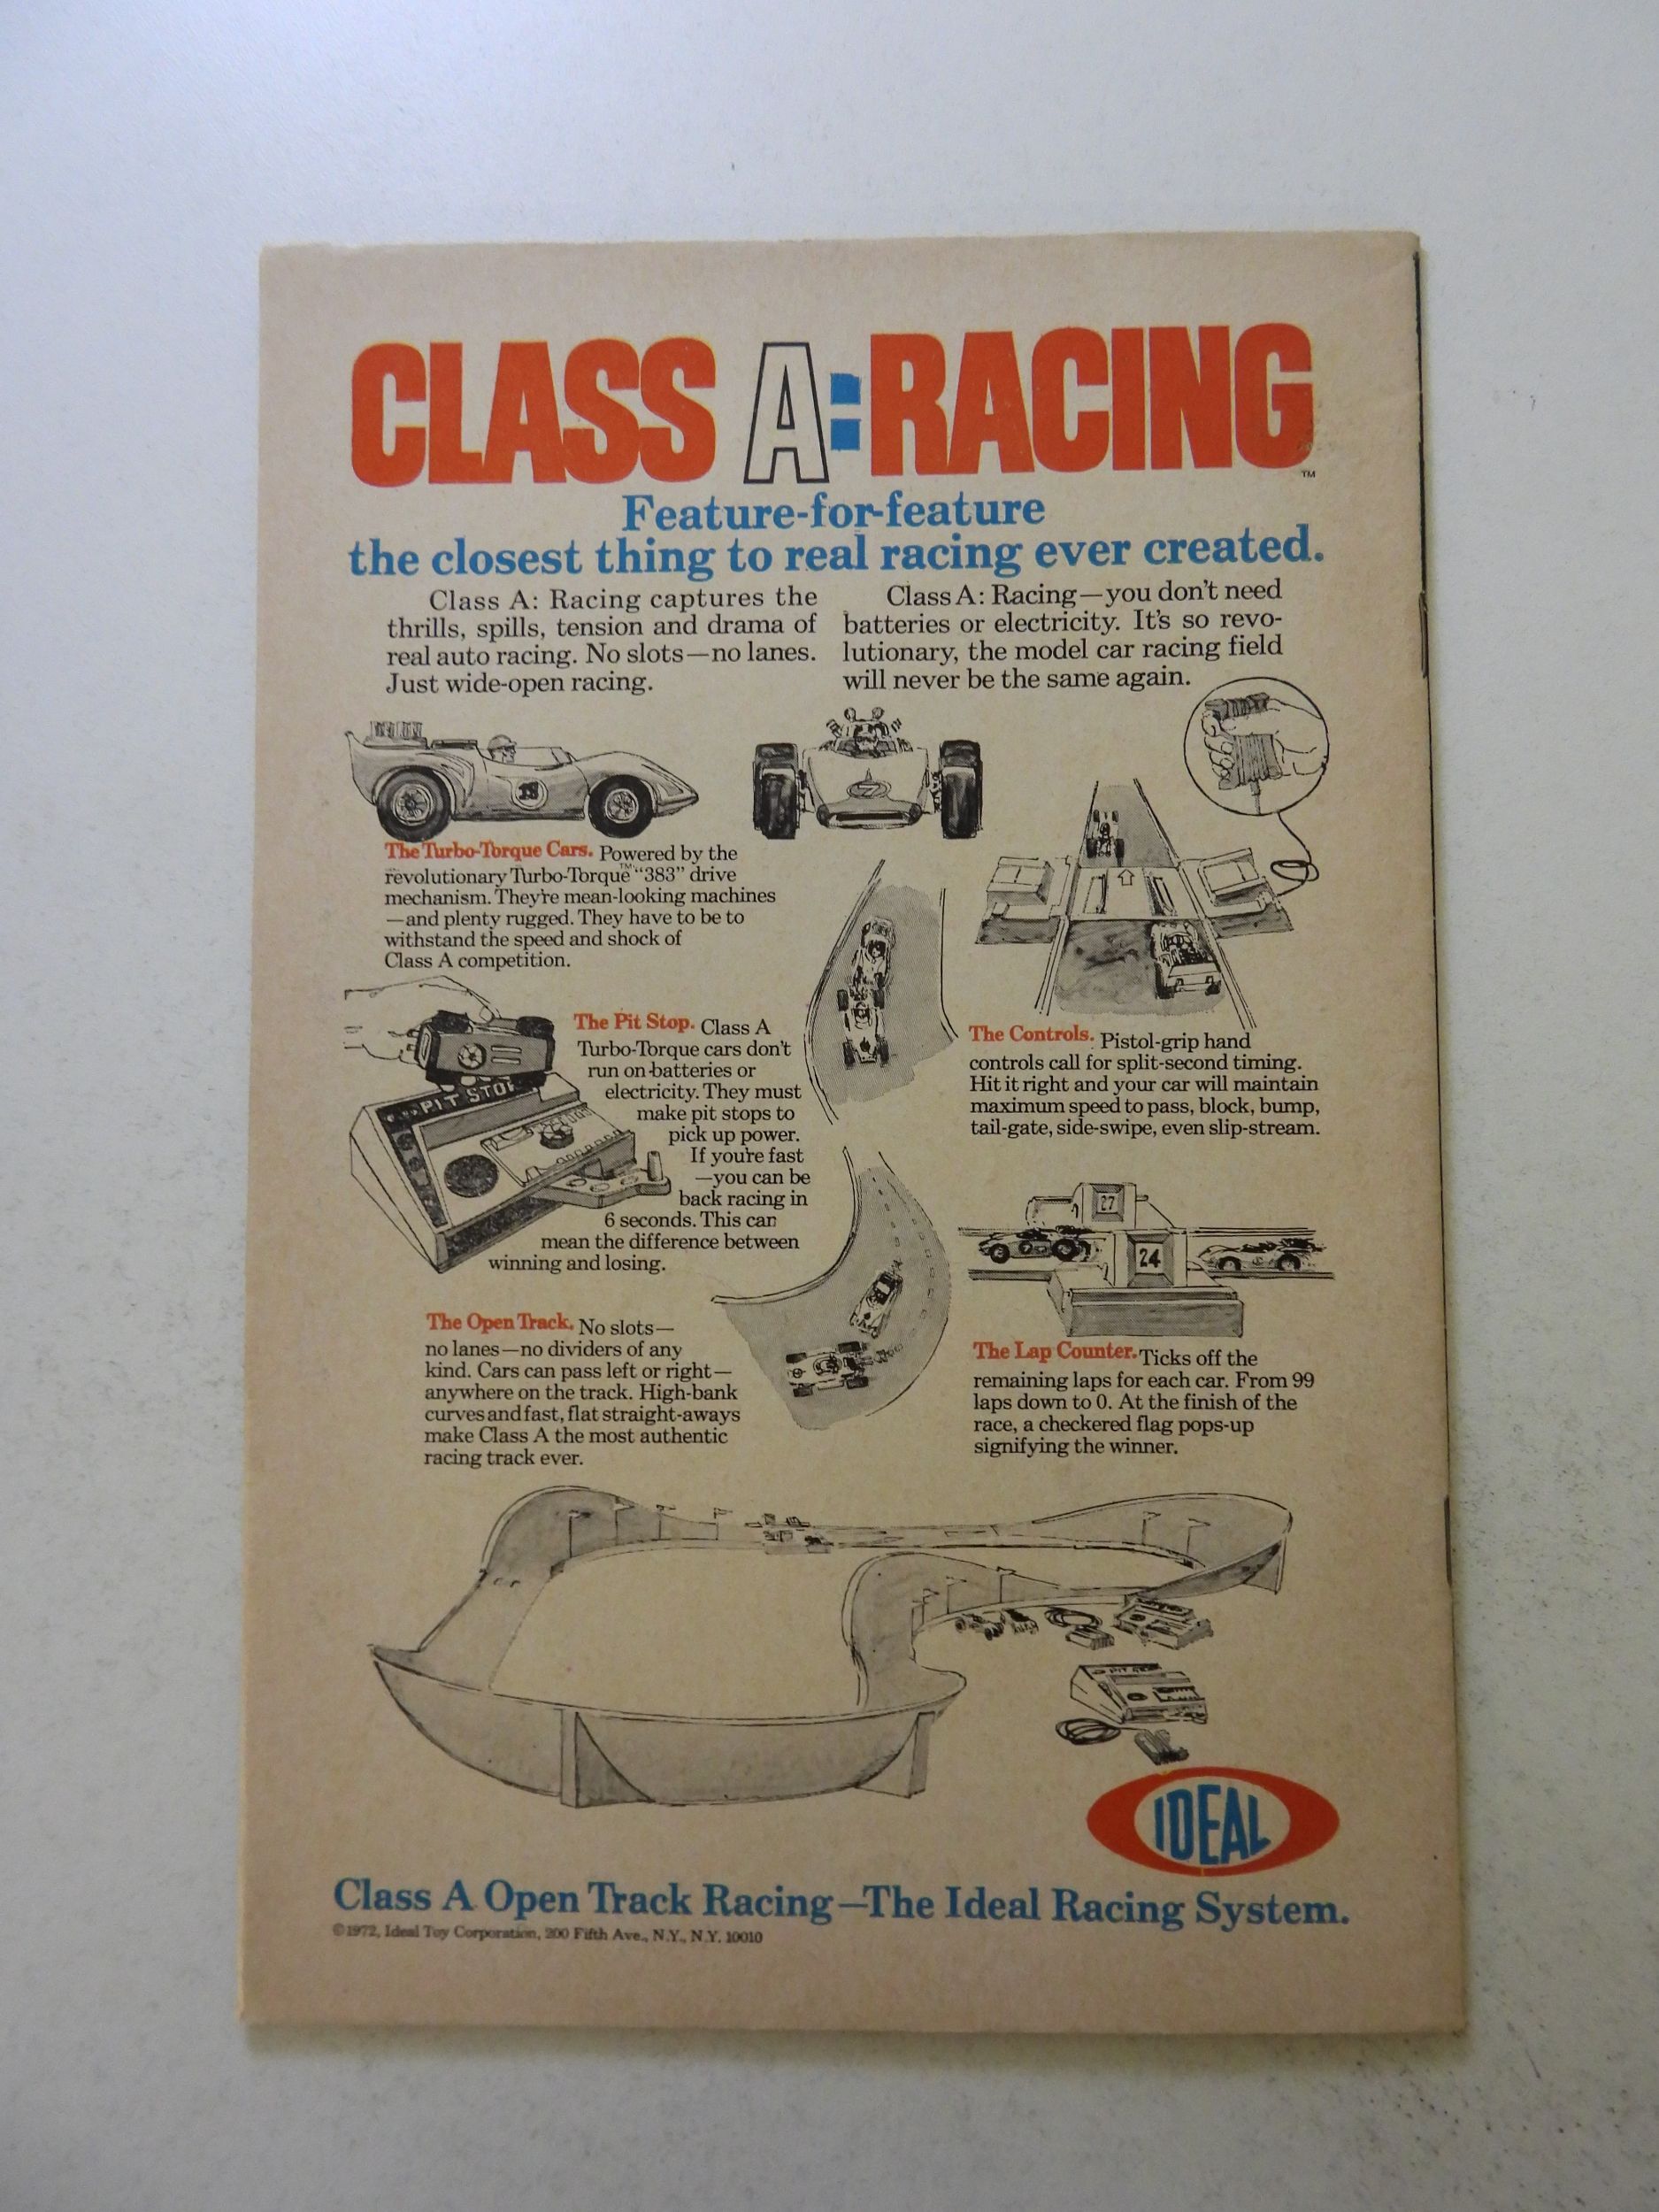 CLASS A:RACING
TM
Feature-for-feature
the closest thing to real racing ever created.
Class A: Racing captures the
thrills, spills, tension and drama of
real auto racing. No slots—no lanes.
Just wide-open racing.
Class A: Racing—you don't need
batteries or electricity. It's so revo-
lutionary, the model car racing field
will never be the same again.
The Turbo-Torque Cars. Powered by the
revolutionary Turbo-Torque™ "383" drive
mechanism. They're mean-looking machines
—and plenty rugged. They have to be to
withstand the speed and shock of
Class A competition.
PIT STOP
The Pit Stop. Class A
Turbo-Torque cars don't
run on batteries or
electricity. They must
make pit stops to
pick up power.
If you're fast
—you can be
back racing in
6 seconds. This can
mean the difference between
winning and losing.
The Controls. Pistol-grip hand
controls call for split-second timing.
Hit it right and your car will maintain
maximum speed to pass, block, bump,
tail-gate, side-swipe, even slip-stream.
27
24
The Open Track. No slots—
no lanes—no dividers of any
kind. Cars can pass left or right—
anywhere on the track. High-bank
curves and fast, flat straight-aways
make Class A the most authentic
racing track ever.
The Lap Counter. Ticks off the
remaining laps for each car. From 99
laps down to 0. At the finish of the
race, a checkered flag pops-up
signifying the winner.
IDEAL
Class A Open Track Racing—The Ideal Racing System.
©1972, Ideal Toy Corporation, 200 Fifth Ave., N.Y., N.Y. 10010